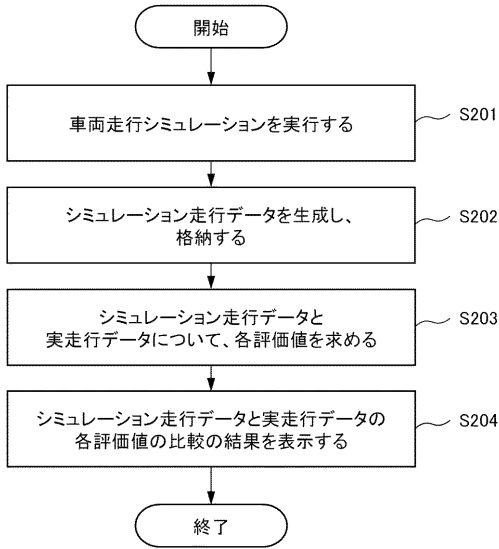 開始
車両走行シミュレーションを実行する
S201
シミュレーション走行データを生成し、
格納する
S202
シミュレーション走行データと
実走行データについて、各評価値を求める
S203
シミュレーション走行データと実走行データの
各評価値の比較の結果を表示する
S204
終了